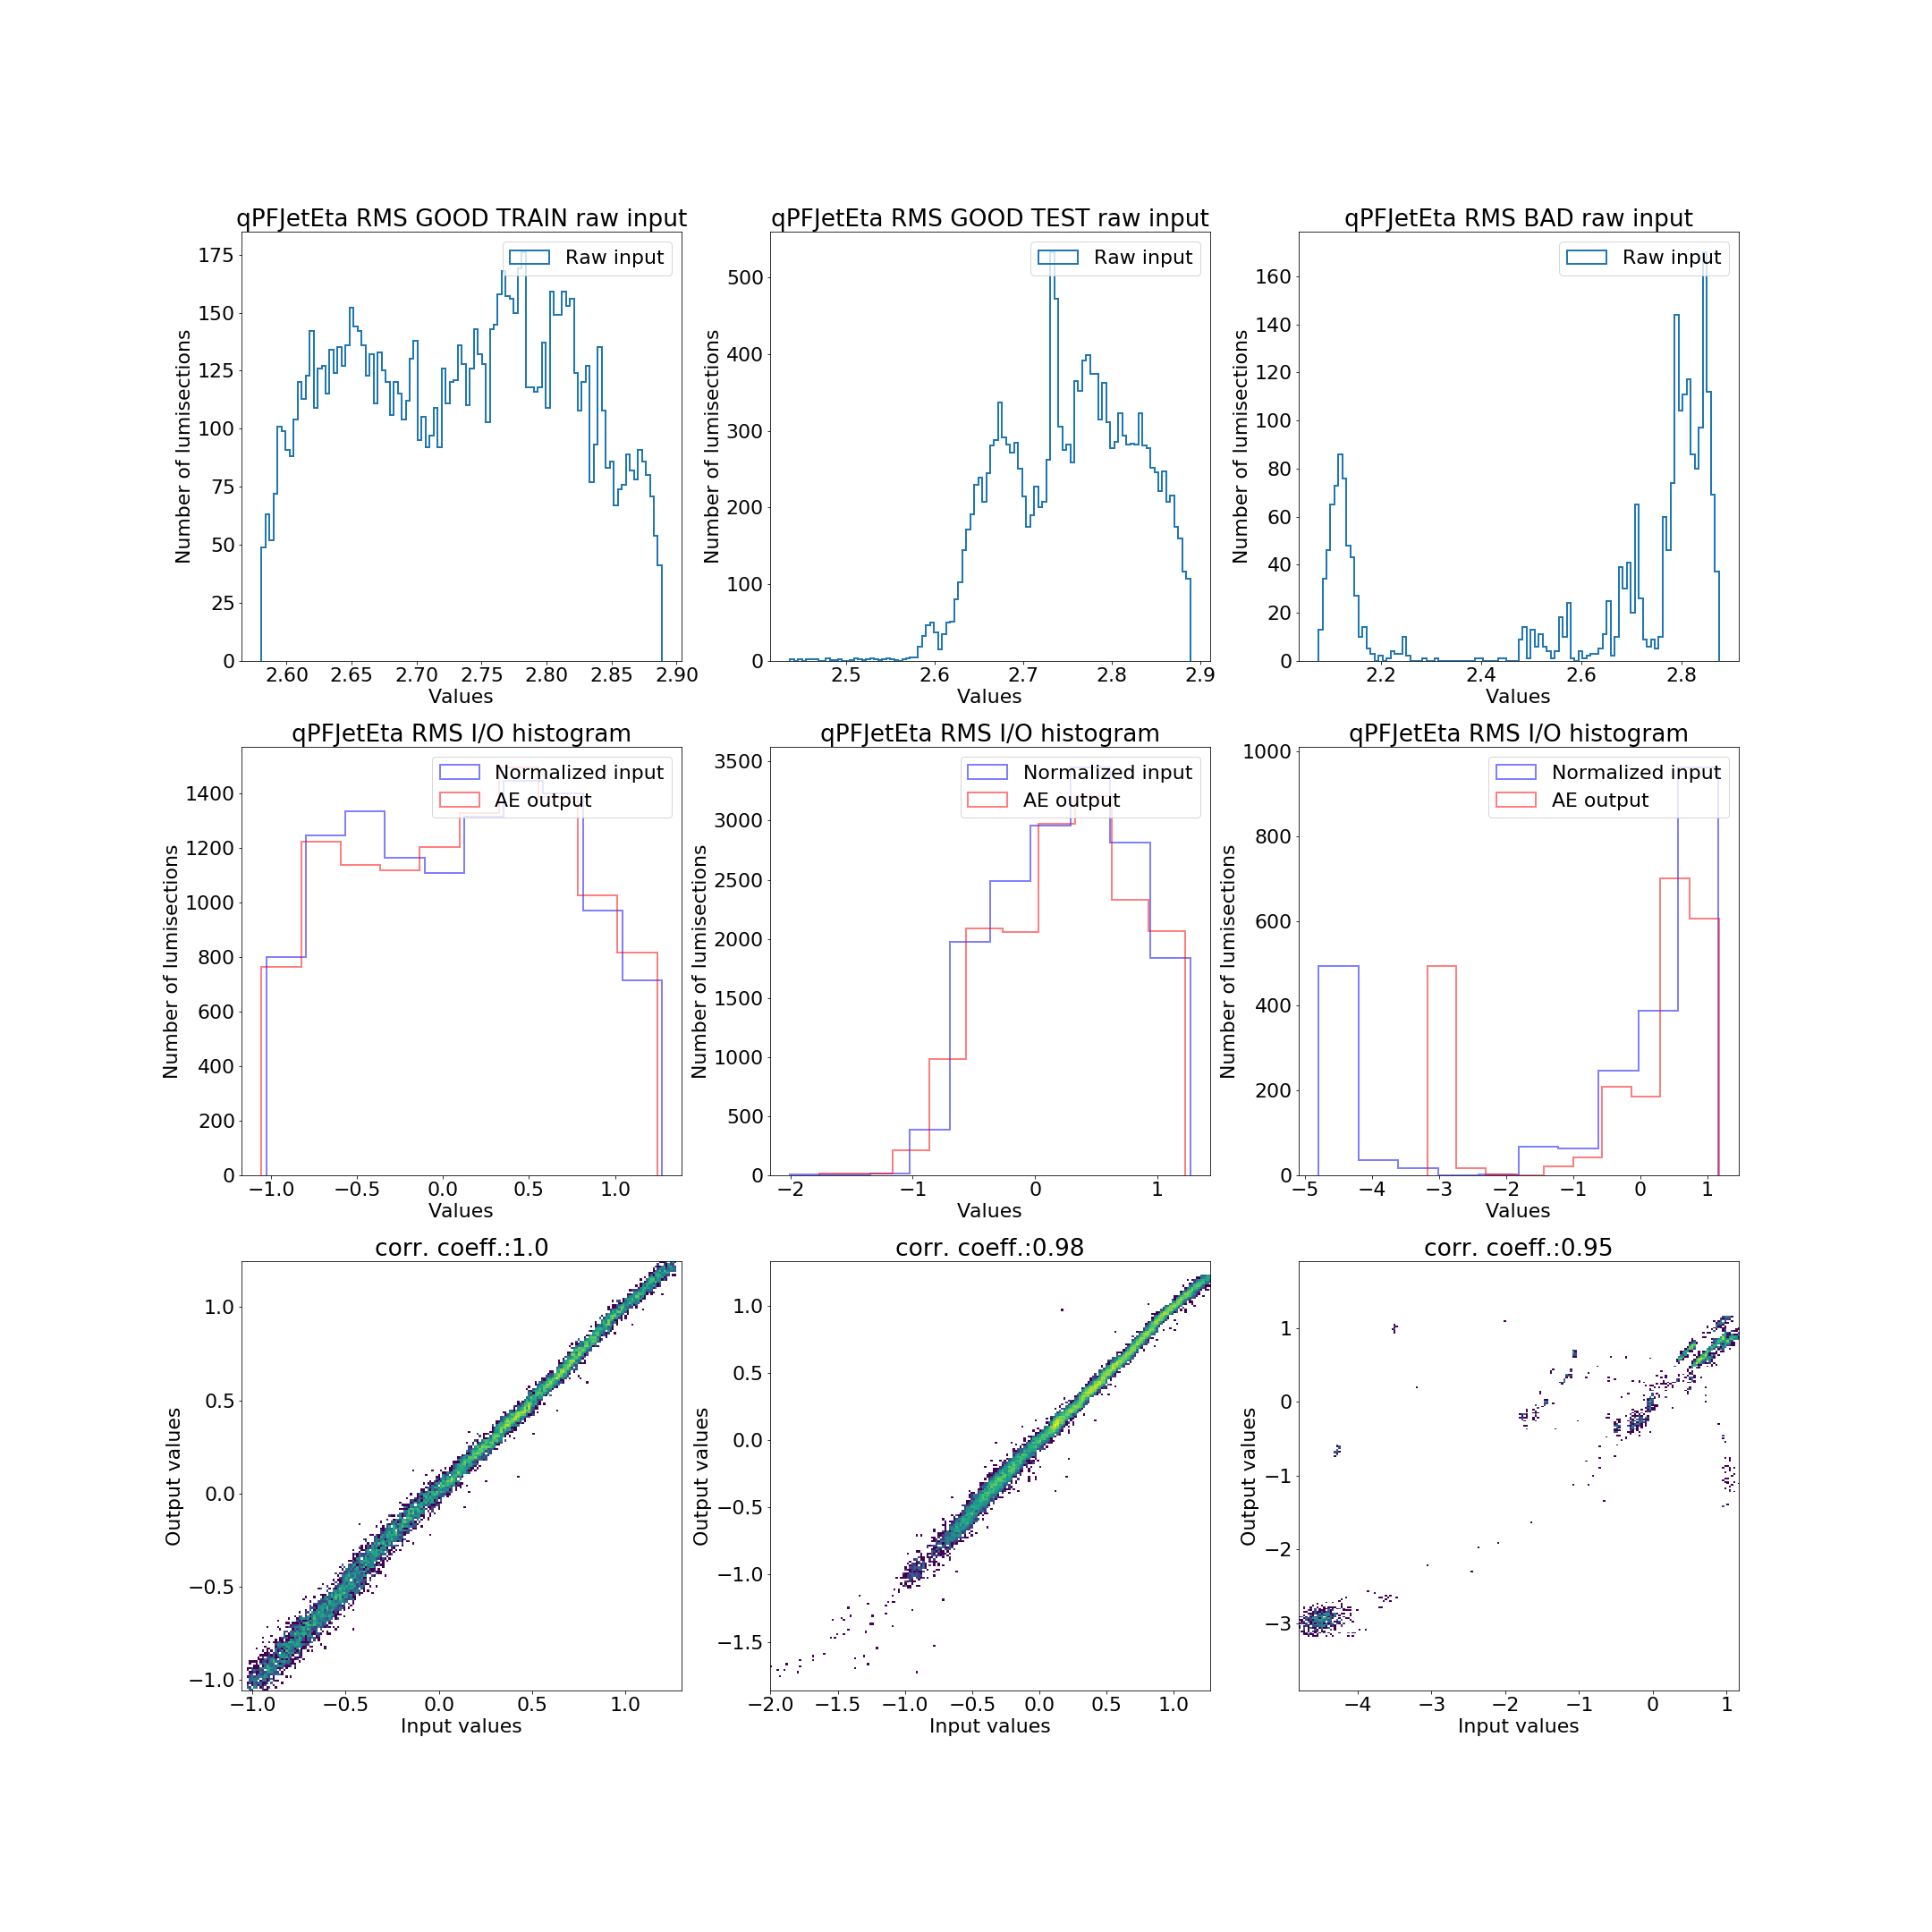 qPFJetEta RMS GOOD TRAIN raw input
Raw input
Number of lumisections
175
150
125
100
75
50
25
0
2.60 2.65 2.70 2.75 2.80 2.85 2.90
Values
qPFJetEta RMS GOOD TEST raw input
Raw input
Number of lumisections
500
400
300
200
100
0
2.5 2.6 2.7 2.8 2.9
Values
qPFJetEta RMS BAD raw input
Raw input
Number of lumisections
160
140
120
100
80
60
40
20
0
2.2 2.4 2.6 2.8
Values
qPFJetEta RMS I/O histogram
Normalized input
AE output
Number of lumisections
1400
1200
1000
800
600
400
200
0
−1.0 −0.5 0.0 0.5 1.0
Values
qPFJetEta RMS I/O histogram
Normalized input
AE output
Number of lumisections
3500
3000
2500
2000
1500
1000
500
0
−2 −1 0 1
Values
qPFJetEta RMS I/O histogram
Normalized input
AE output
Number of lumisections
1000
800
600
400
200
0
−5 −4 −3 −2 −1 0 1
Values
corr. coeff.:1.0
Output values
1.0
0.5
0.0
−0.5
−1.0
−1.0 −0.5 0.0 0.5 1.0
Input values
corr. coeff.:0.98
Output values
1.0
0.5
0.0
−0.5
−1.0
−1.5
−2.0 −1.5 −1.0 −0.5 0.0 0.5 1.0
Input values
corr. coeff.:0.95
Output values
1
0
−1
−2
−3
−4 −3 −2 −1 0 1
Input values